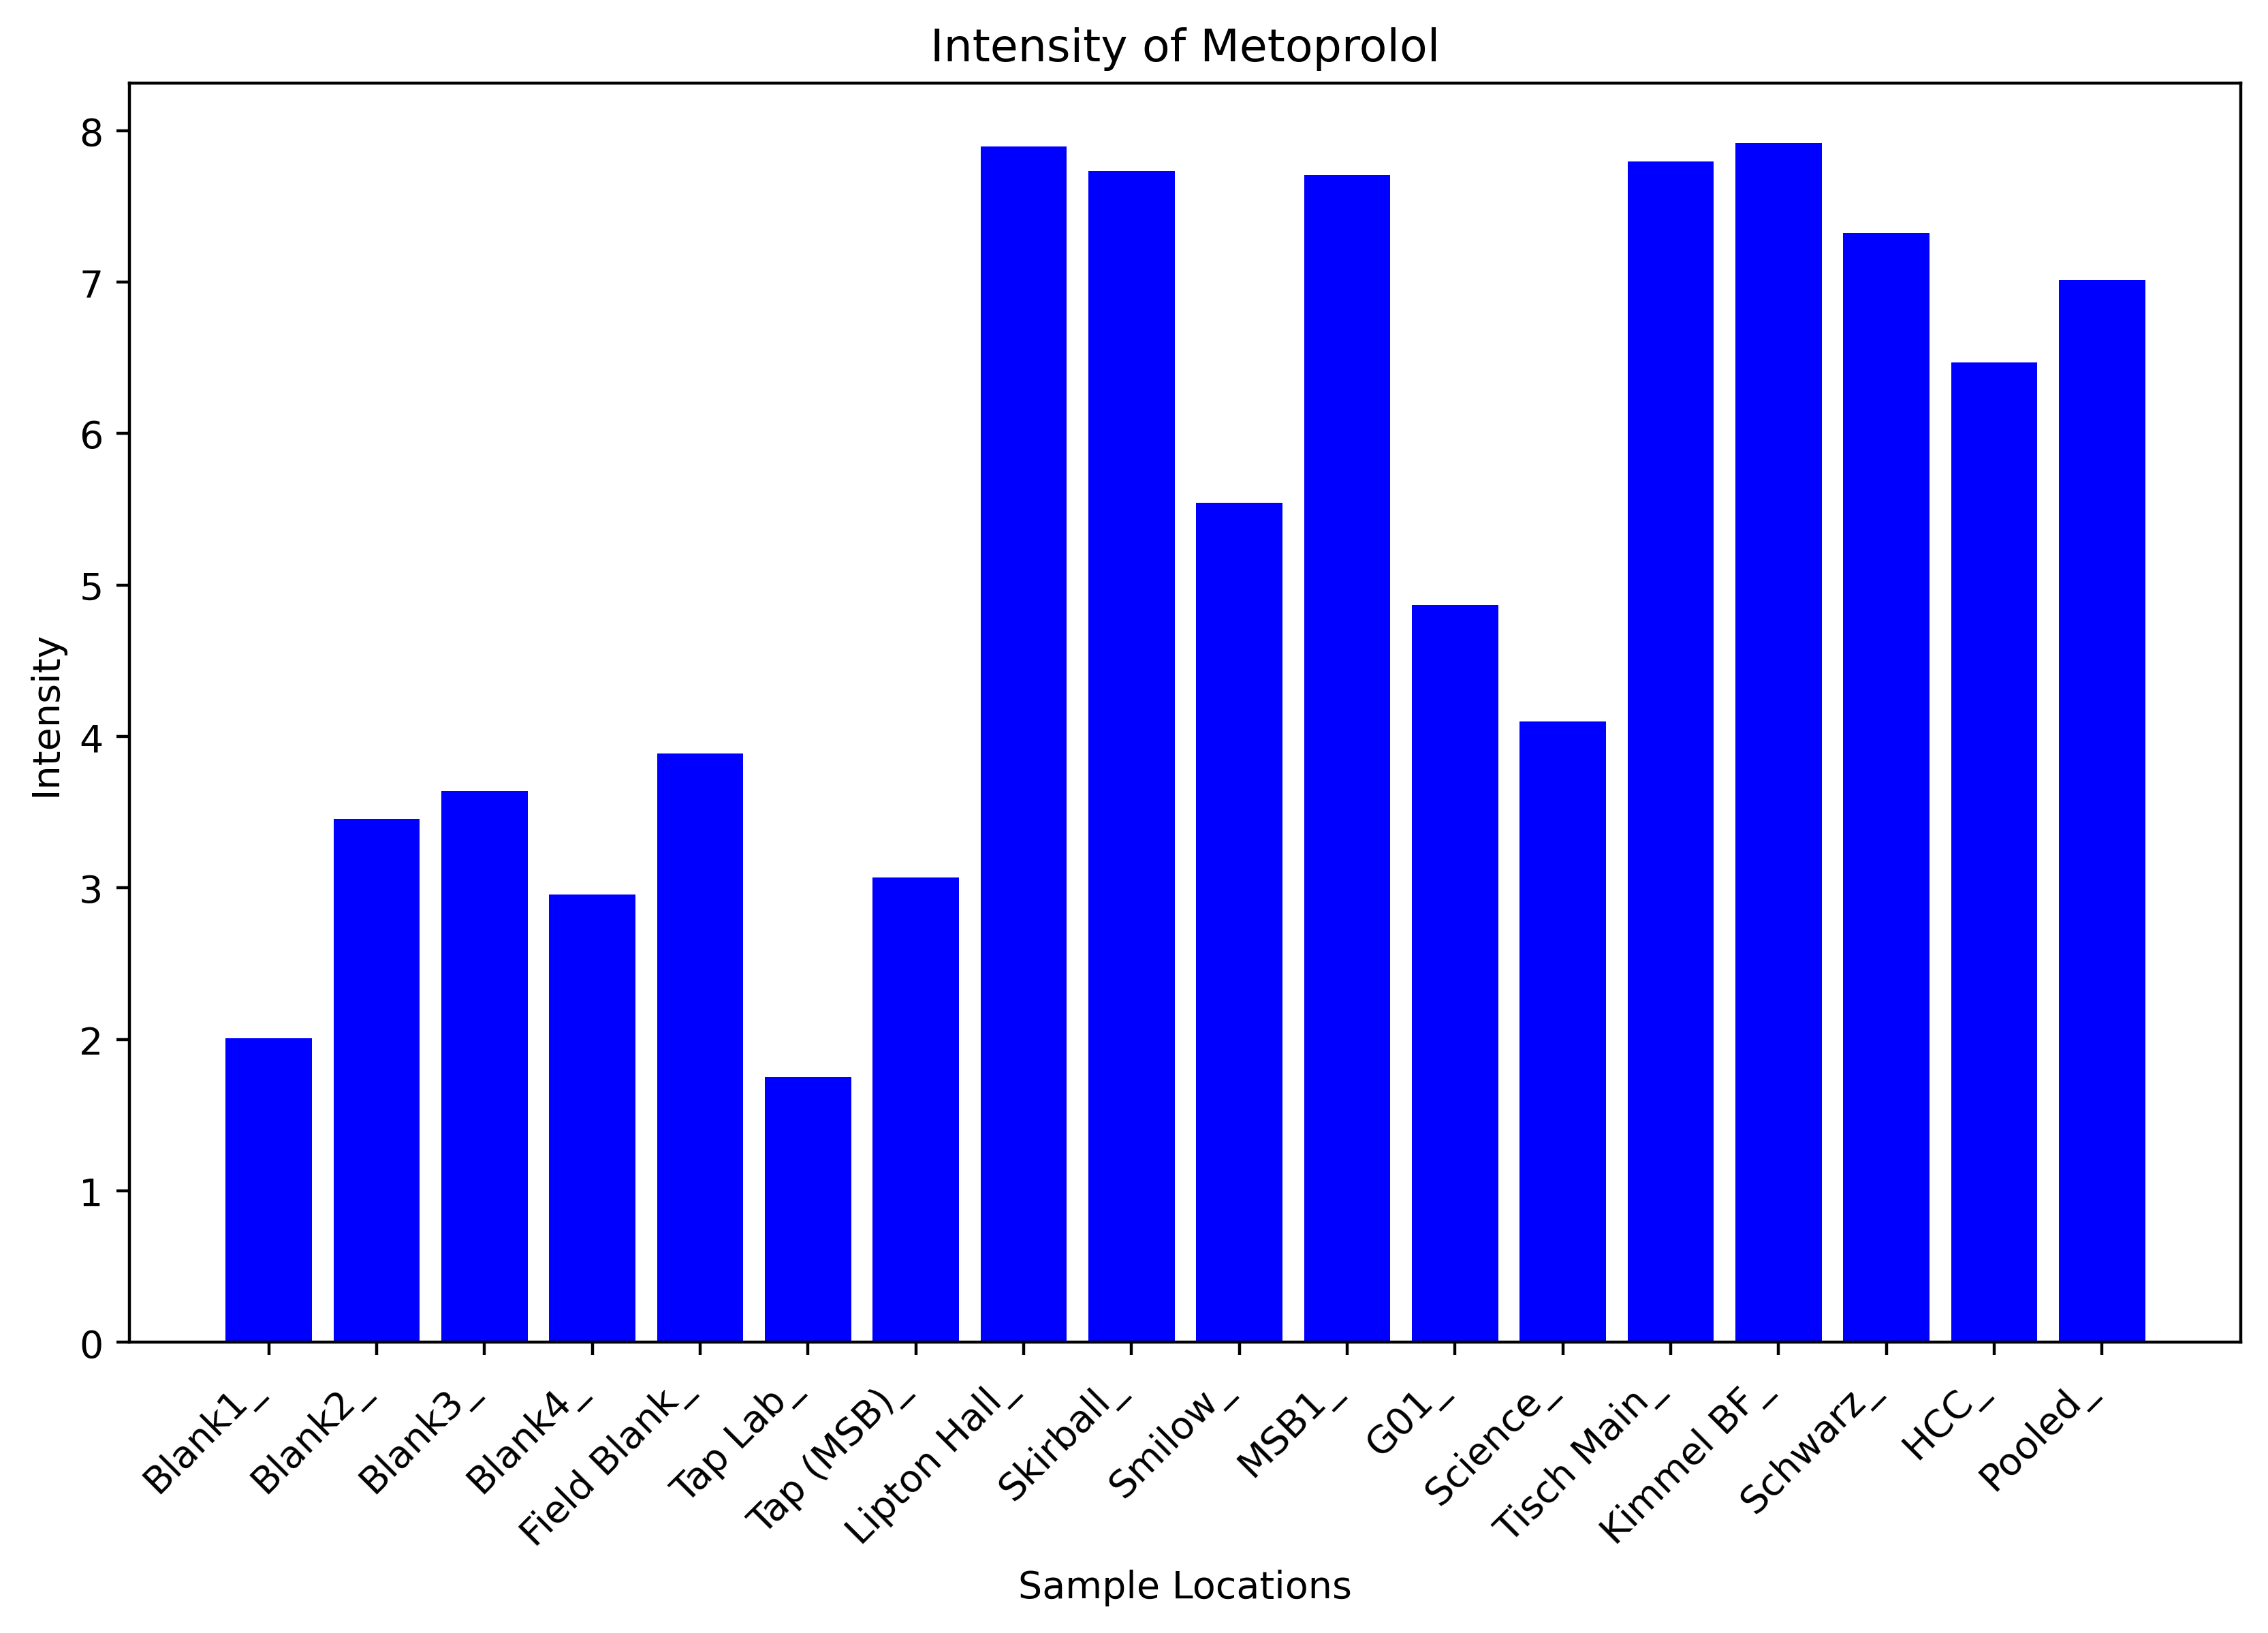 Intensity of Metoprolol
8
7
6
5
4
3
2
1
0
Intensity
Blank1_
Blank2_
Blank3_
Blank4_
Field Blank_
Tap Lab_
Tap (MSB)_
Lipton Hall_
Skirball_
Smilow_
MSB1_
G01_
Science_
Tisch Main_
Kimmel BF_
Schwarz_
HCC_
Pooled_
Sample Locations